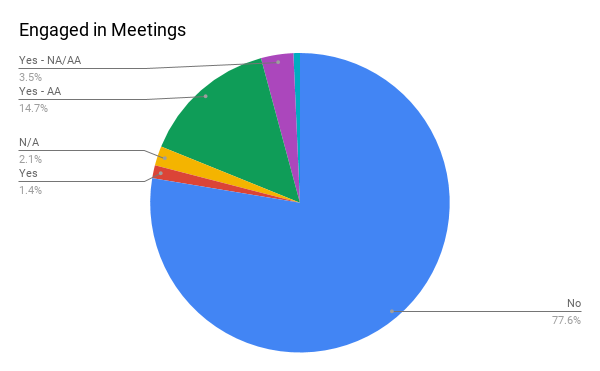 Engaged in Meetings
Yes - NA/AA
3.5%
Yes - AA
14.7%
N/A
2.1%
Yes
1.4%
No
77.6%